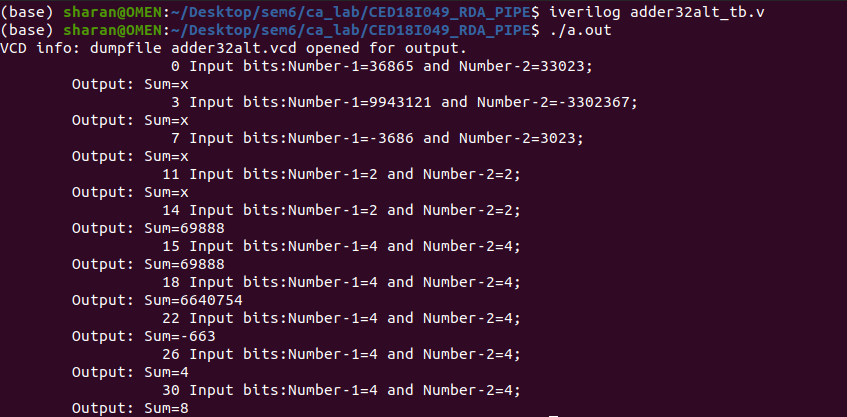 (base) sharan@OMEN:~/Desktop/sem6/ca_lab/CED18I049_RDA_PIPE$ iverilog adder32alt_tb.v
(base) sharan@OMEN:~/Desktop/sem6/ca_lab/CED18I049_RDA_PIPE$ ./a.out
VCD info: dumpfile adder32alt.vcd opened for output.
0 Input bits:Number-1=36865 and Number-2=33023;
Output: Sum=x
3 Input bits:Number-1=9943121 and Number-2=-3302367;
Output: Sum=x
7 Input bits:Number-1=-3686 and Number-2=3023;
Output: Sum=x
11 Input bits:Number-1=2 and Number-2=2;
Output: Sum=x
14 Input bits:Number-1=2 and Number-2=2;
Output: Sum=69888
15 Input bits:Number-1=4 and Number-2=4;
Output: Sum=69888
18 Input bits:Number-1=4 and Number-2=4;
Output: Sum=6640754
22 Input bits:Number-1=4 and Number-2=4;
Output: Sum=-663
26 Input bits:Number-1=4 and Number-2=4;
Output: Sum=4
30 Input bits:Number-1=4 and Number-2=4;
Output: Sum=8